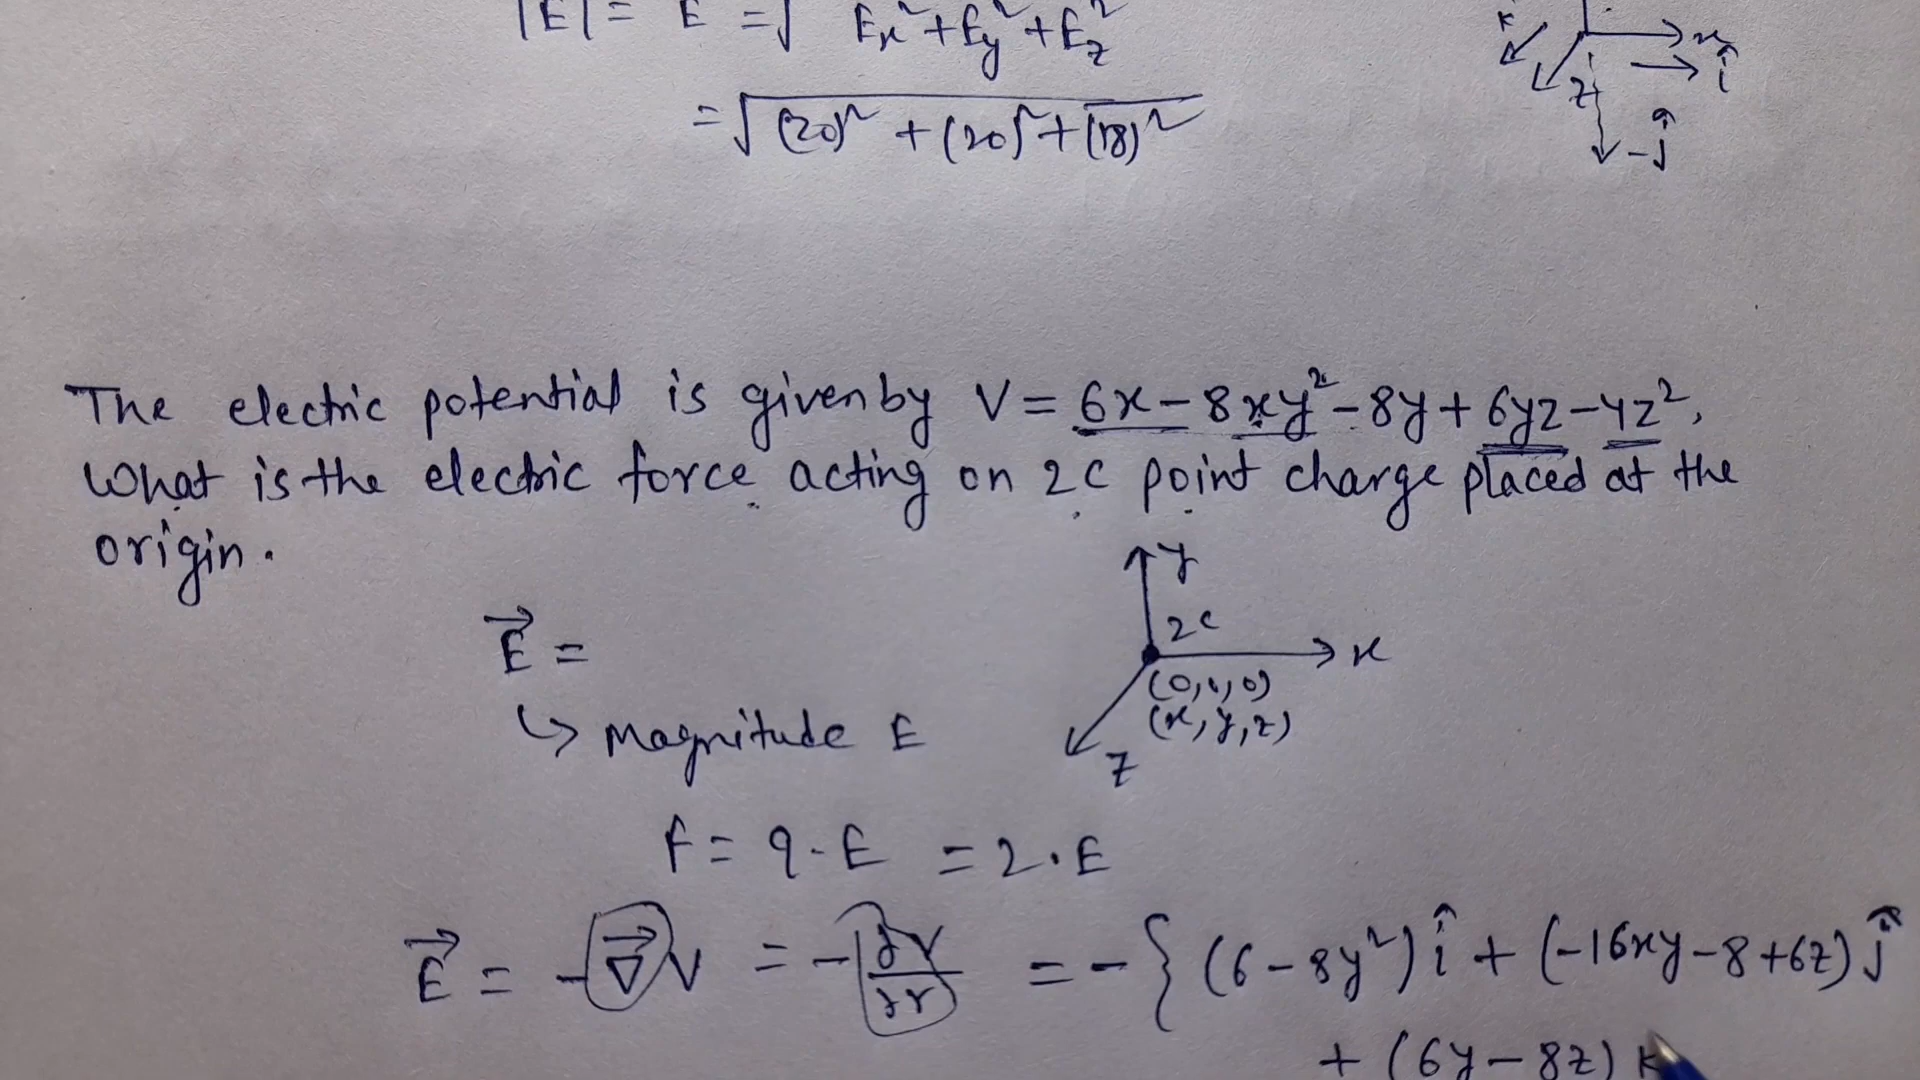 |E| = E = √ Ex² + Ey² + Ez²
= √ (20)² + (20)² + (18)²
k
x
î
z
-ĵ
The electric potential is given by V = 6x - 8xy² - 8y + 6yz - 4z²,
What is the electric force acting on 2C point charge placed at the
origin.
y
E⃗ =
2C
x
(0,0,0)
(x, y, z)
↳ Magnitude E
z
F = q · E = 2 · E
E⃗ = -∇⃗V = -∂V/∂r = -{ (6 - 8y²) î + (-16xy - 8 + 6z) ĵ
+ (6y - 8z) k